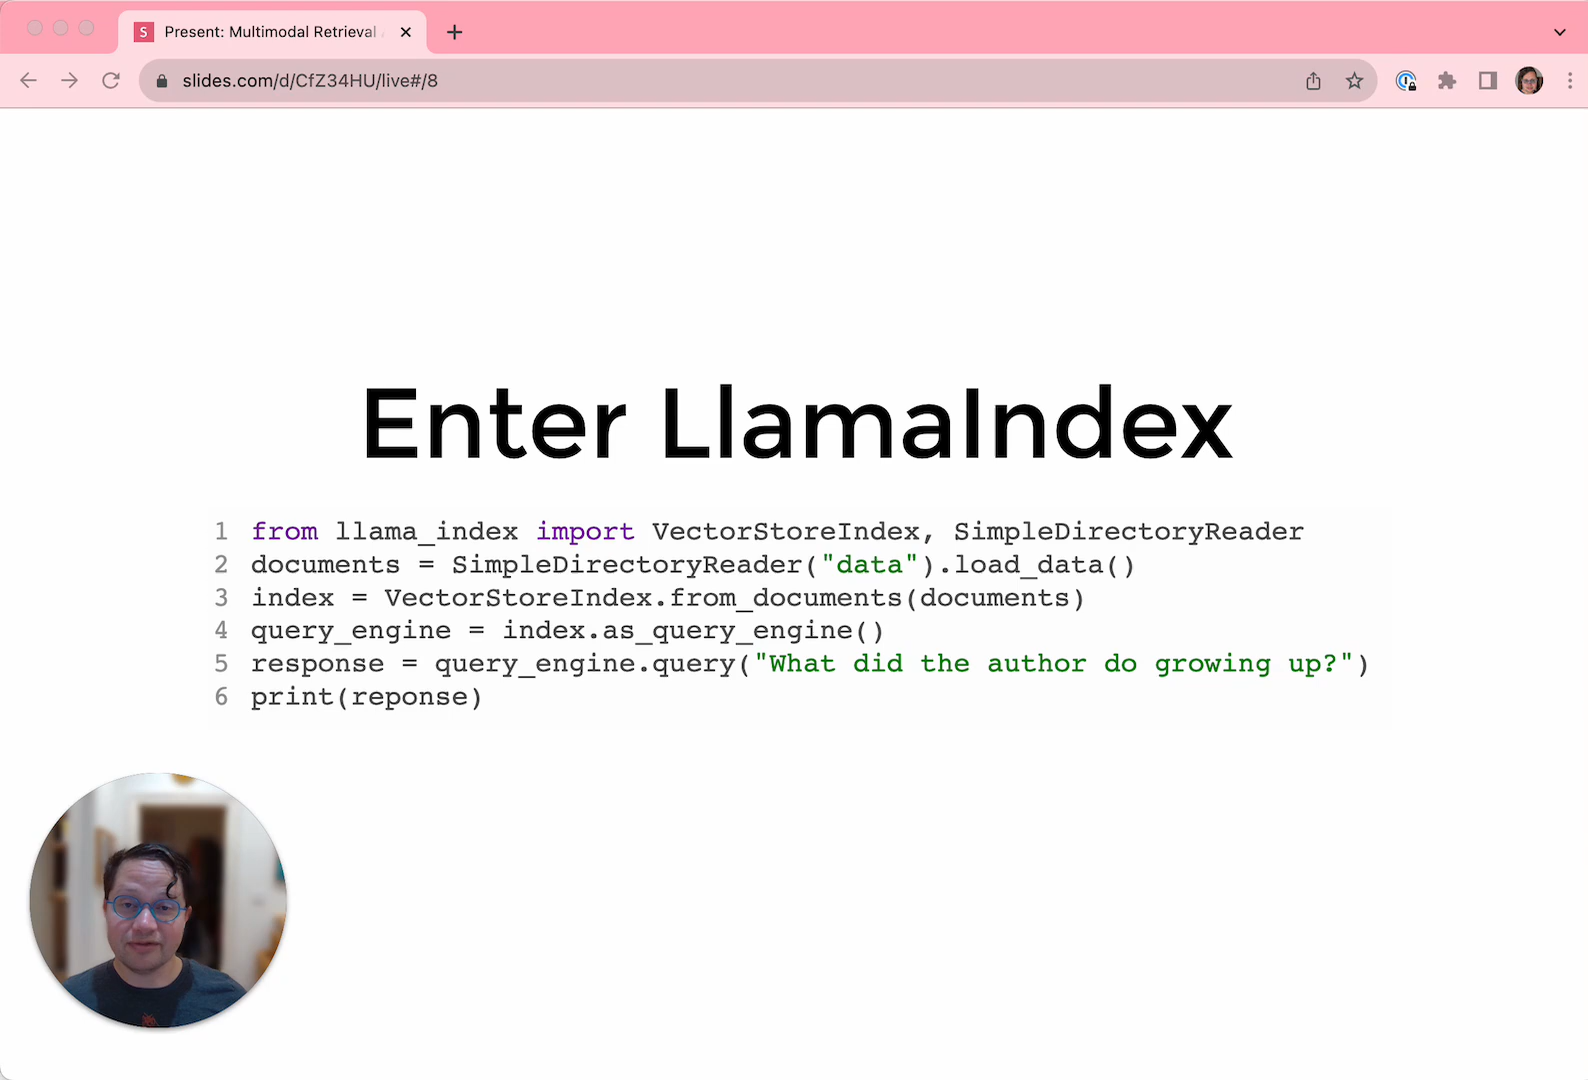 S Present: Multimodal Retrieval
slides.com/d/CfZ34HU/live#/8
Enter LlamaIndex
1 from llama_index import VectorStoreIndex, SimpleDirectoryReader
2 documents = SimpleDirectoryReader("data").load_data()
3 index = VectorStoreIndex.from_documents(documents)
4 query_engine = index.as_query_engine()
5 response = query_engine.query("What did the author do growing up?")
6 print(reponse)